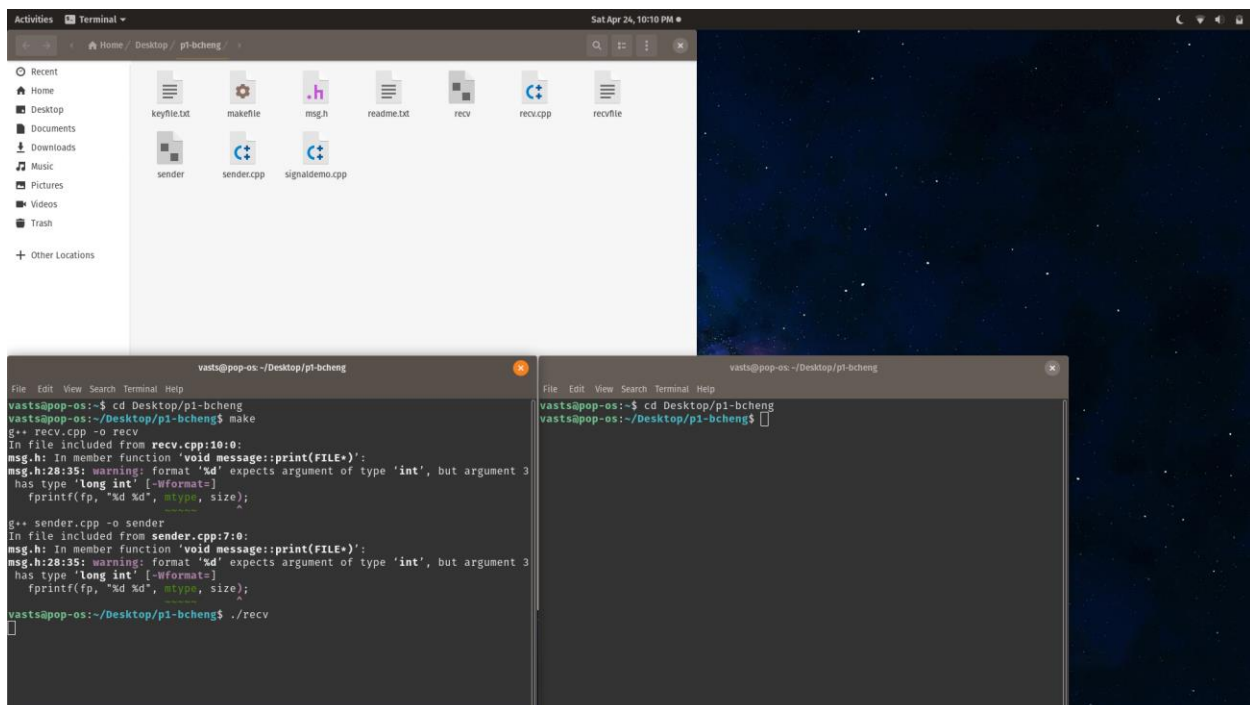 Activities Terminal Sat Apr 24, 10:10 PM
Home / Desktop / p1-bcheng /
Recent
Home
Desktop
Documents
Downloads
Music
Pictures
Videos
Trash
+ Other Locations
keyfile.txt makefile msg.h readme.txt recv recv.cpp recvfile
sender sender.cpp signaldemo.cpp
vasts@pop-os: ~/Desktop/p1-bcheng
File Edit View Search Terminal Help
vasts@pop-os:~$ cd Desktop/p1-bcheng
vasts@pop-os:~/Desktop/p1-bcheng$ make
g++ recv.cpp -o recv
In file included from recv.cpp:10:0:
msg.h: In member function ‘void message::print(FILE*)’:
msg.h:28:35: warning: format ‘%d’ expects argument of type ‘int’, but argument 3
has type ‘long int’ [-Wformat=]
fprintf(fp, "%d %d", mtype, size);
~~~~~ ^
g++ sender.cpp -o sender
In file included from sender.cpp:7:0:
msg.h: In member function ‘void message::print(FILE*)’:
msg.h:28:35: warning: format ‘%d’ expects argument of type ‘int’, but argument 3
has type ‘long int’ [-Wformat=]
fprintf(fp, "%d %d", mtype, size);
~~~~~ ^
vasts@pop-os:~/Desktop/p1-bcheng$ ./recv
vasts@pop-os: ~/Desktop/p1-bcheng
File Edit View Search Terminal Help
vasts@pop-os:~$ cd Desktop/p1-bcheng
vasts@pop-os:~/Desktop/p1-bcheng$